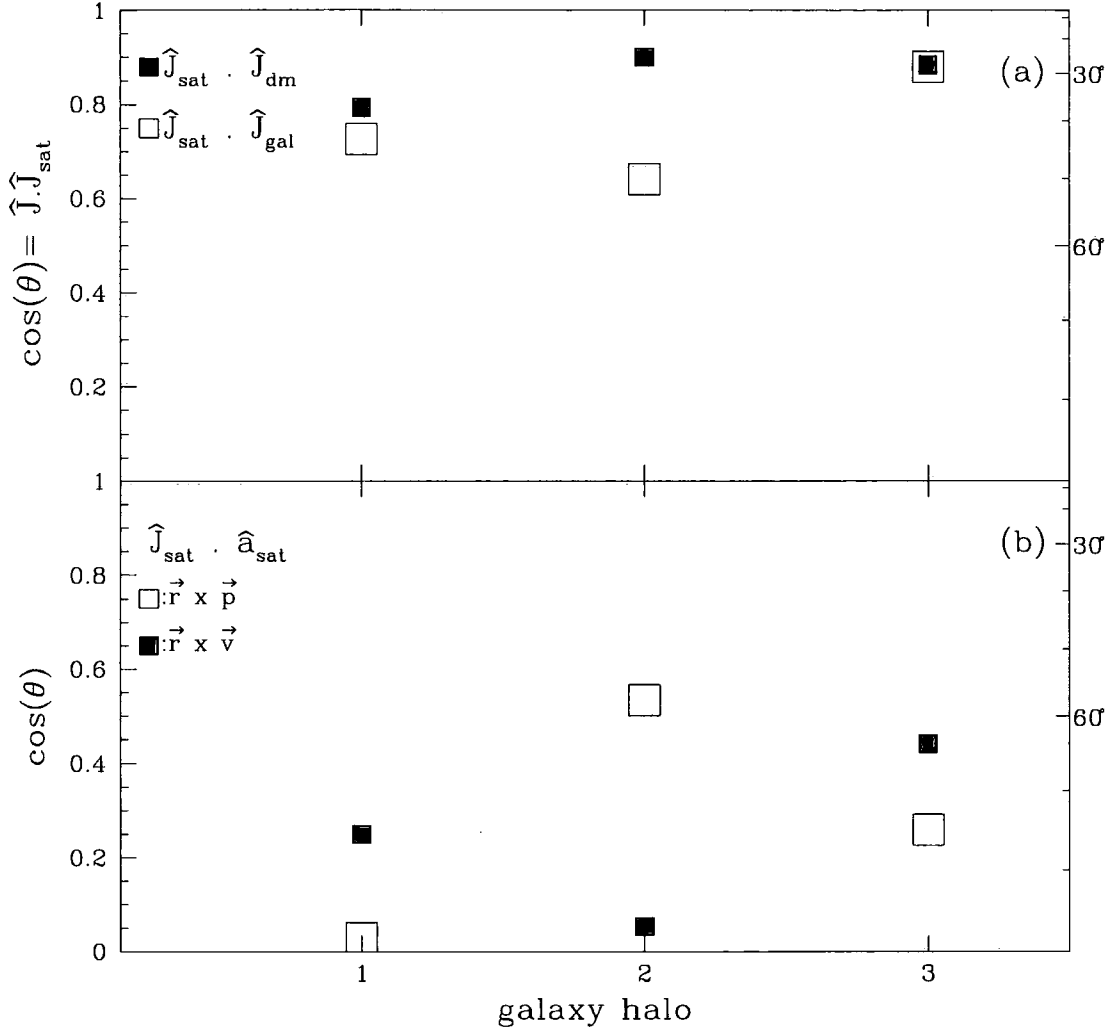 1
0.8
0.6
0.4
0.2
1
0.8
0.6
0.4
0.2
0
cos(θ)= Ĵ.Ĵsat
cos(θ)
■ Ĵsat . Ĵdm
□ Ĵsat . Ĵgal
(a)
30°
60°
Ĵsat . âsat
□:r⃗ x p⃗
■:r⃗ x v⃗
(b)
30°
60°
1 2 3
galaxy halo